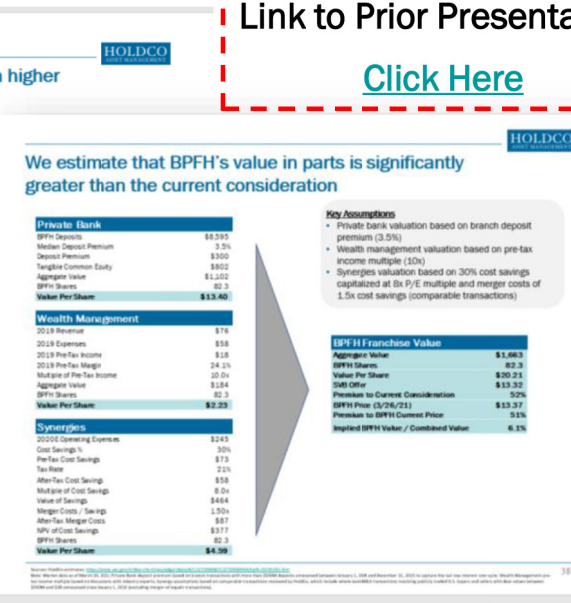 Link to Prior Presenta
Click Here
HOLDCO
ASSET MANAGEMENT
n higher
HOLDCO
ASSET MANAGEMENT
We estimate that BPFH's value in parts is significantly
greater than the current consideration
Private Bank
BPFH Deposits $8,595
Median Deposit Premium 3.5%
Deposit Premium $300
Tangible Common Equity $802
Aggregate Value $1,102
BPFH Shares 82.3
Value Per Share $13.40
Wealth Management
2019 Revenue $76
2019 Expenses $58
2019 Pre-Tax Income $18
2019 Pre-Tax Margin 24.1%
Multiple of Pre-Tax Income 10.0x
Aggregate Value $184
BPFH Shares 82.3
Value Per Share $2.23
Synergies
2020E Operating Expenses $245
Cost Savings % 30%
Pre-Tax Cost Savings $73
Tax Rate 21%
After-Tax Cost Savings $58
Multiple of Cost Savings 8.0x
Value of Savings $464
Merger Costs / Savings 1.50x
After-Tax Merger Costs $87
NPV of Cost Savings $377
BPFH Shares 82.3
Value Per Share $4.59
Key Assumptions
• Private bank valuation based on branch deposit
premium (3.5%)
• Wealth management valuation based on pre-tax
income multiple (10x)
• Synergies valuation based on 30% cost savings
capitalized at 8x P/E multiple and merger costs of
1.5x cost savings (comparable transactions)
BPFH Franchise Value
Aggregate Value $1,663
BPFH Shares 82.3
Value Per Share $20.21
SVB Offer $13.32
Premium to Current Consideration 52%
BPFH Price (3/26/21) $13.37
Premium to BPFH Current Price 51%
Implied BPFH Value / Combined Value 6.1%
38